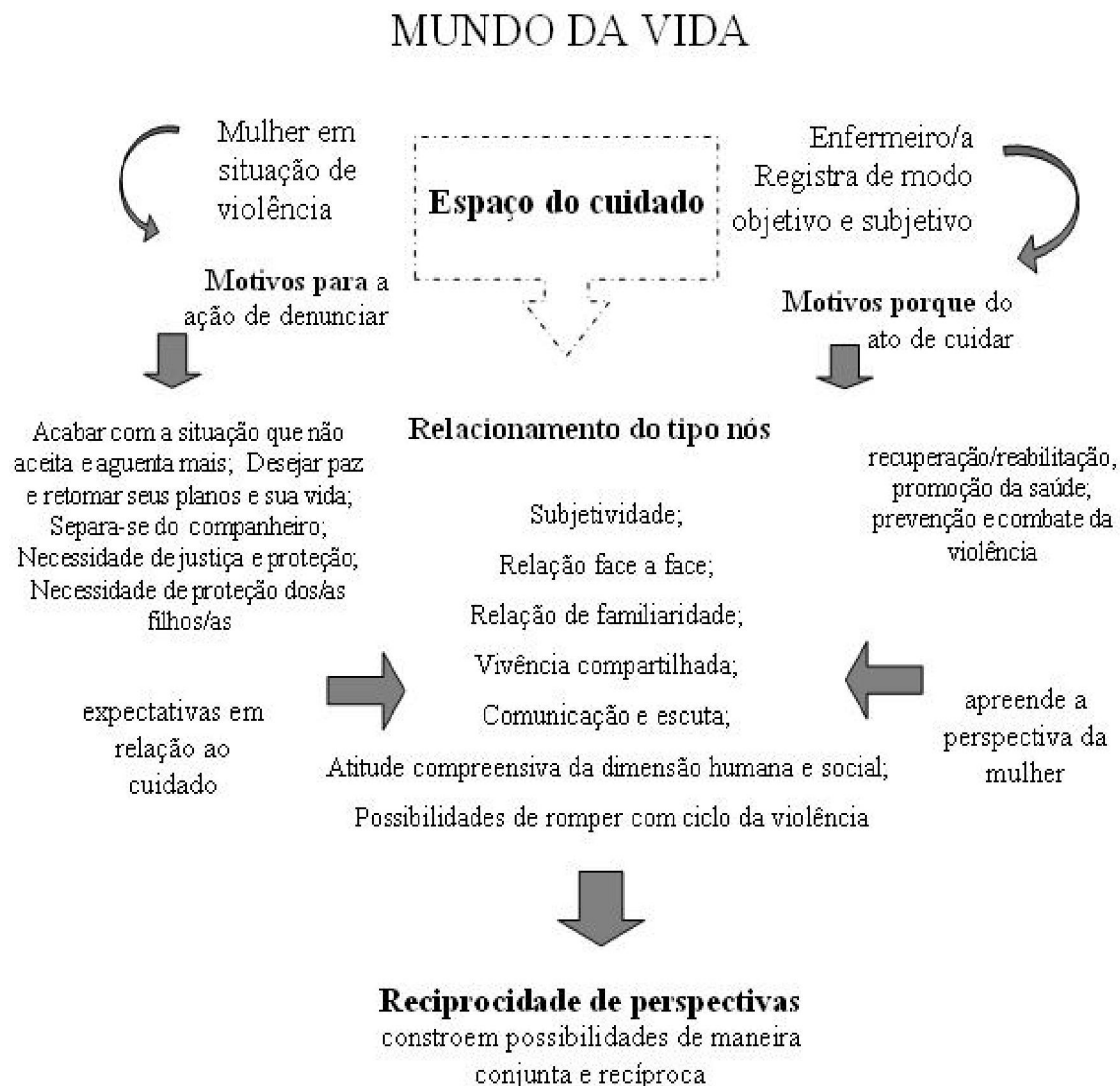 MUNDO DA VIDA
Mulher em
situação de
violência
Motivos para a
ação de denunciar
Acabar com a situação que não
aceita e aguenta mais; Desejar paz
e retomar seus planos e sua vida;
Separa-se do companheiro;
Necessidade de justiça e proteção;
Necessidade de proteção dos/as
filhos/as
expectativas em
relação ao
cuidado
Espaço do cuidado
Relacionamento do tipo nós
Subjetividade;
Relação face a face;
Relação de familiaridade;
Vivência compartilhada;
Comunicação e escuta;
Atitude compreensiva da dimensão humana e social;
Possibilidades de romper com ciclo da violência
Enfermeiro/a
Registra de modo
objetivo e subjetivo
Motivos porque do
ato de cuidar
recuperação/reabilitação,
promoção da saúde;
prevenção e combate da
violência
apreende a
perspectiva da
mulher
Reciprocidade de perspectivas
constroem possibilidades de maneira
conjunta e recíproca